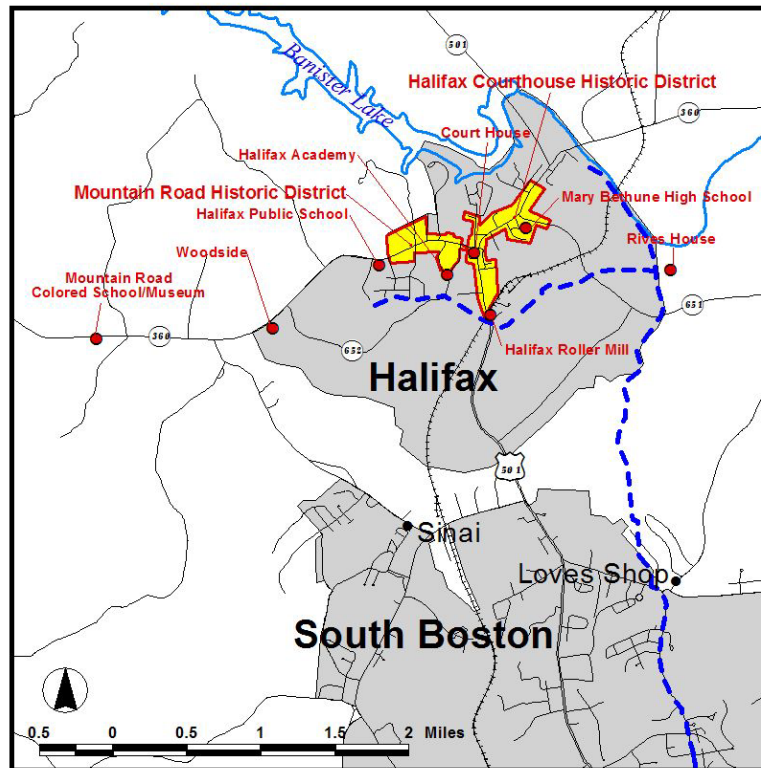 501
Banister
Lake
Halifax Courthouse Historic District
360
Court House
Halifax Academy
Mountain Road Historic District
Mary Bethune High School
Halifax Public School
Woodside
Rives House
Mountain Road
Colored School/Museum
651
360
652
Halifax Roller Mill
Halifax
501
Sinai
Loves Shop
South Boston
0.5 0 0.5 1 1.5 2 Miles